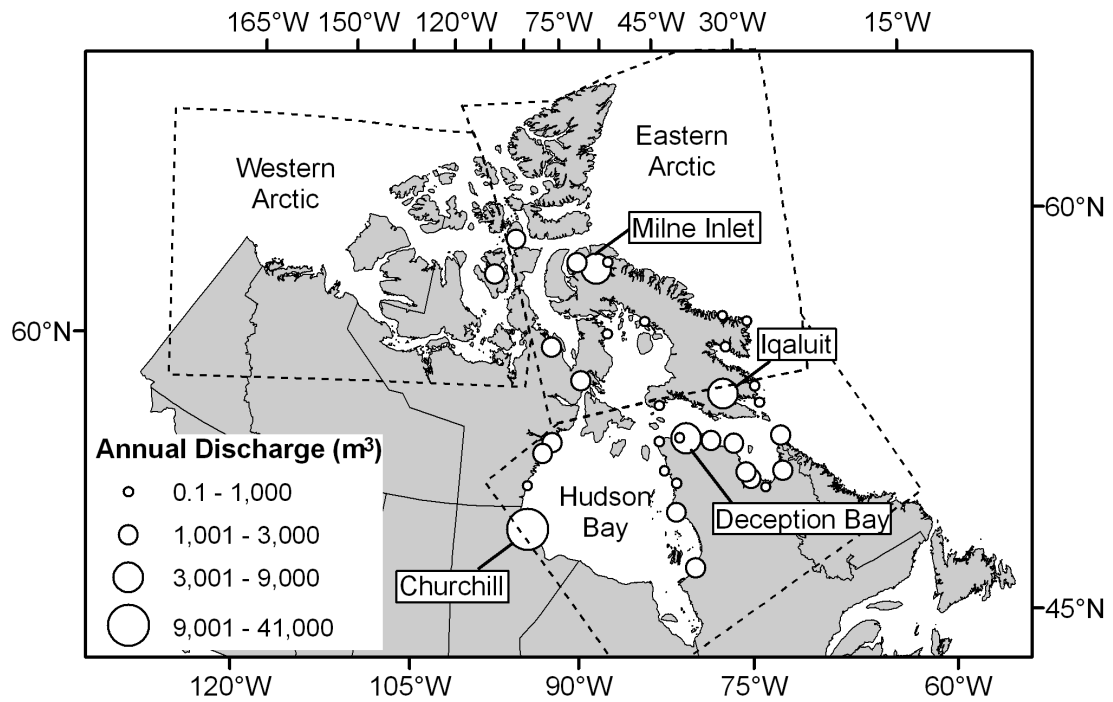 165°W 150°W 120°W 75°W 45°W 30°W 15°W
Western
Arctic
Eastern
Arctic
60°N
Milne Inlet
60°N
Iqaluit
Annual Discharge (m³)
0.1 - 1,000
1,001 - 3,000
3,001 - 9,000
9,001 - 41,000
Hudson
Bay
Deception Bay
Churchill
45°N
120°W 105°W 90°W 75°W 60°W